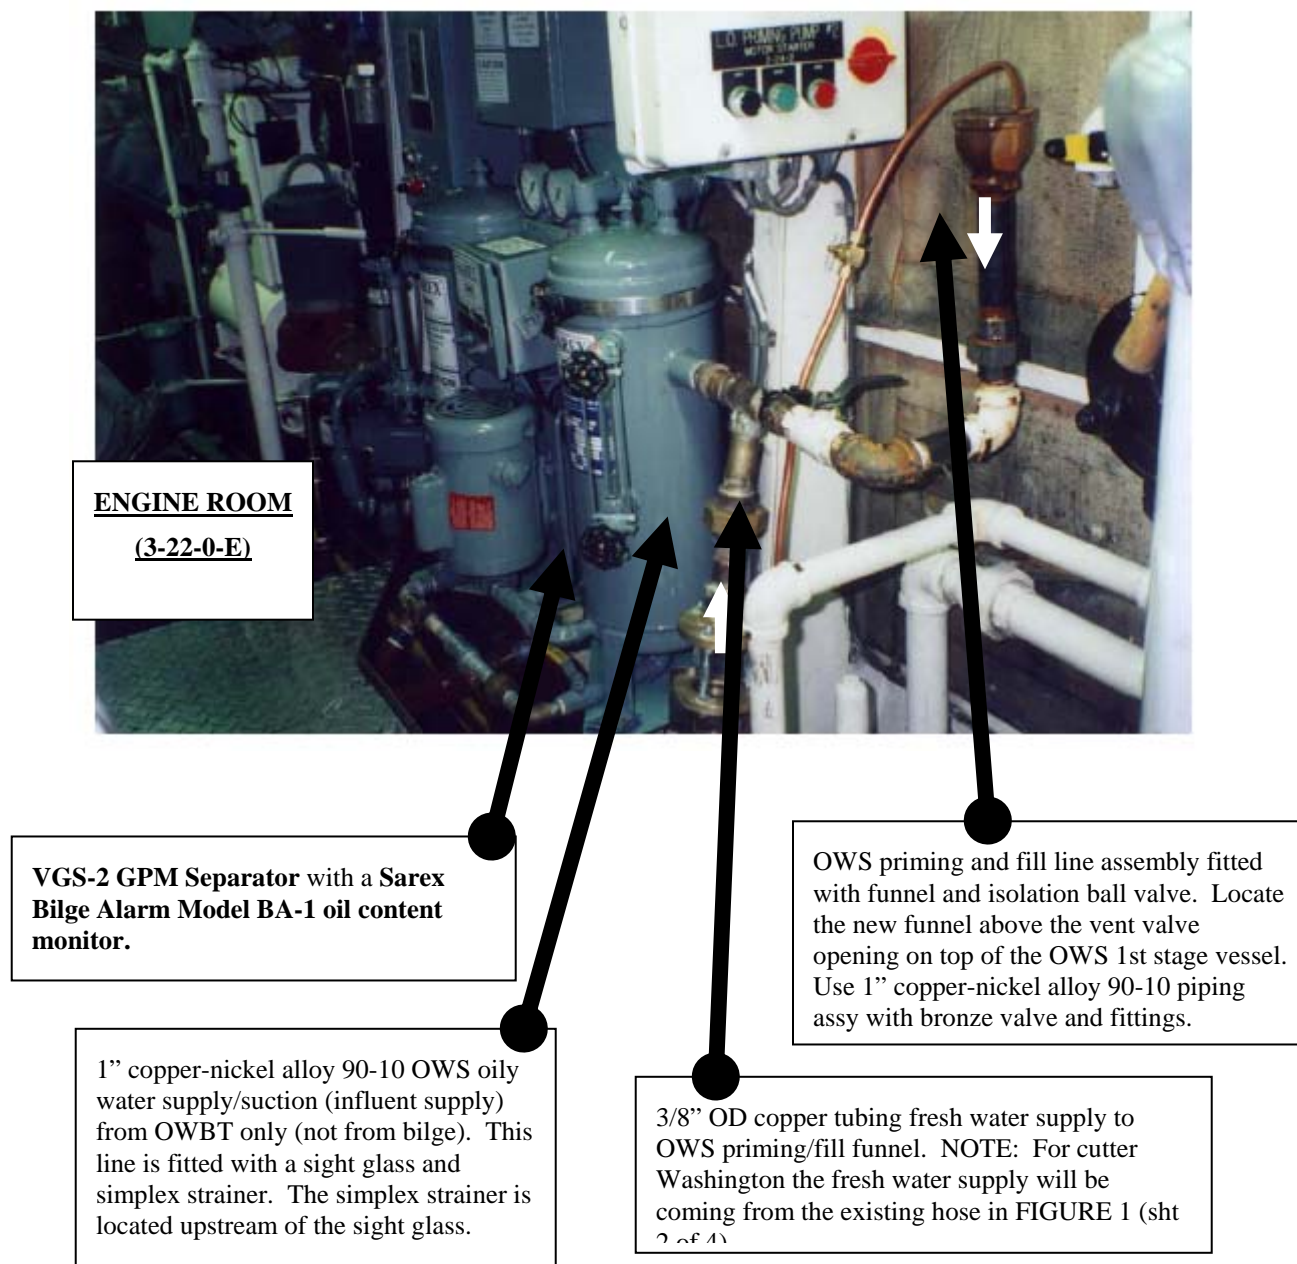 L.O. PRIMING PUMP #2
MOTOR STARTER
CAUTION
ENGINE ROOM
(3-22-0-E)
VGS-2 GPM Separator with a Sarex
Bilge Alarm Model BA-1 oil content
monitor.
1” copper-nickel alloy 90-10 OWS oily
water supply/suction (influent supply)
from OWBT only (not from bilge). This
line is fitted with a sight glass and
simplex strainer. The simplex strainer is
located upstream of the sight glass.
OWS priming and fill line assembly fitted
with funnel and isolation ball valve. Locate
the new funnel above the vent valve
opening on top of the OWS 1st stage vessel.
Use 1” copper-nickel alloy 90-10 piping
assy with bronze valve and fittings.
3/8” OD copper tubing fresh water supply to
OWS priming/fill funnel. NOTE: For cutter
Washington the fresh water supply will be
coming from the existing hose in FIGURE 1 (sht
2 of 4)